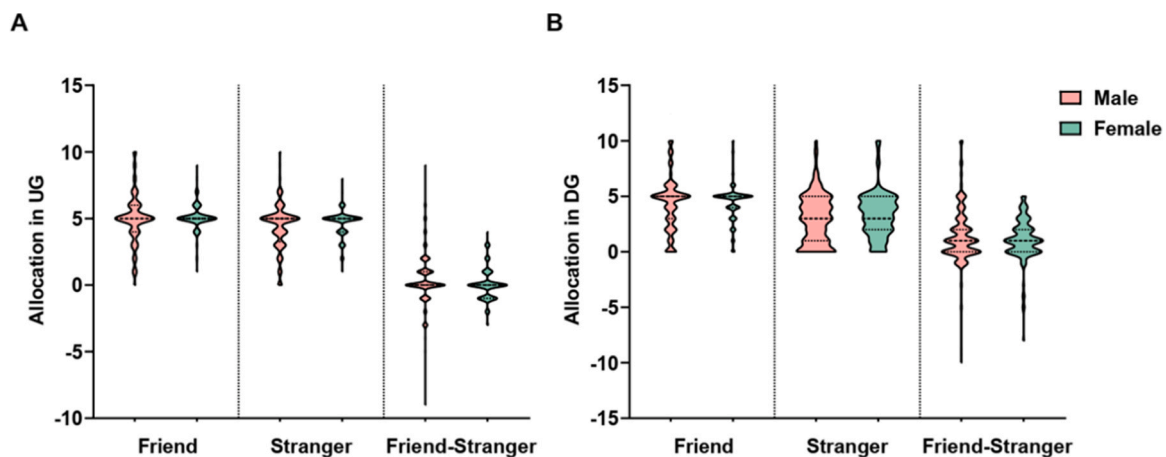 A
B
Allocation in UG
15
10
5
0
-5
-10
Friend
Stranger
Friend-Stranger
Allocation in DG
15
10
5
0
-5
-10
-15
Friend
Stranger
Friend-Stranger
Male
Female